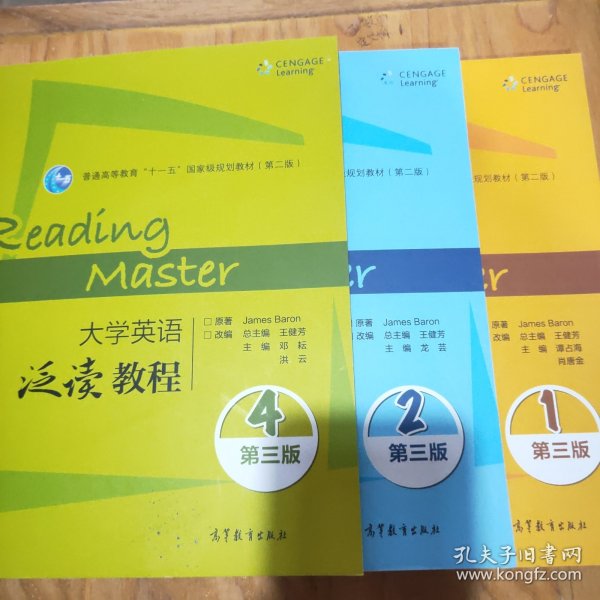 CENGAGE
Learning
普通高等教育“十一五”国家级规划教材(第二版)
Reading
Master
大学英语
泛读教程
原著 James Baron
改编 总主编 王健芳
主编 邓耘
洪云
4
第三版
高等教育出版社
CENGAGE
Learning
规划教材(第二版)
er
原著 James Baron
改编 总主编 王健芳
主编 龙芸
2
第三版
高等教育出版社
CENGAGE
Learning
规划教材(第二版)
er
原著 James Baron
改编 总主编 王健芳
主编 谭占海
肖唐金
1
第三版
高等教育出版社
孔夫子旧书网
www.kongfz.com